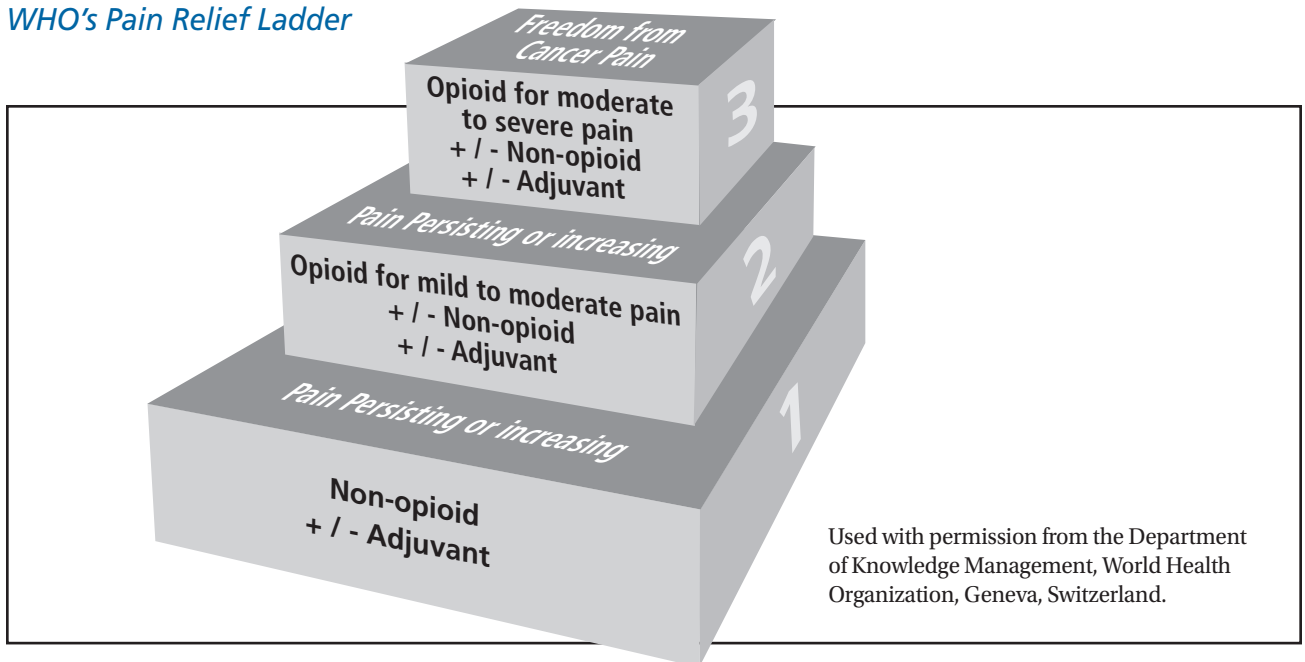 WHO's Pain Relief Ladder
Freedom from
Cancer Pain
Opioid for moderate
to severe pain
+ / - Non-opioid
+ / - Adjuvant
3
Pain Persisting or increasing
Opioid for mild to moderate pain
+ / - Non-opioid
+ / - Adjuvant
2
Pain Persisting or increasing
Non-opioid
+ / - Adjuvant
1
Used with permission from the Department
of Knowledge Management, World Health
Organization, Geneva, Switzerland.